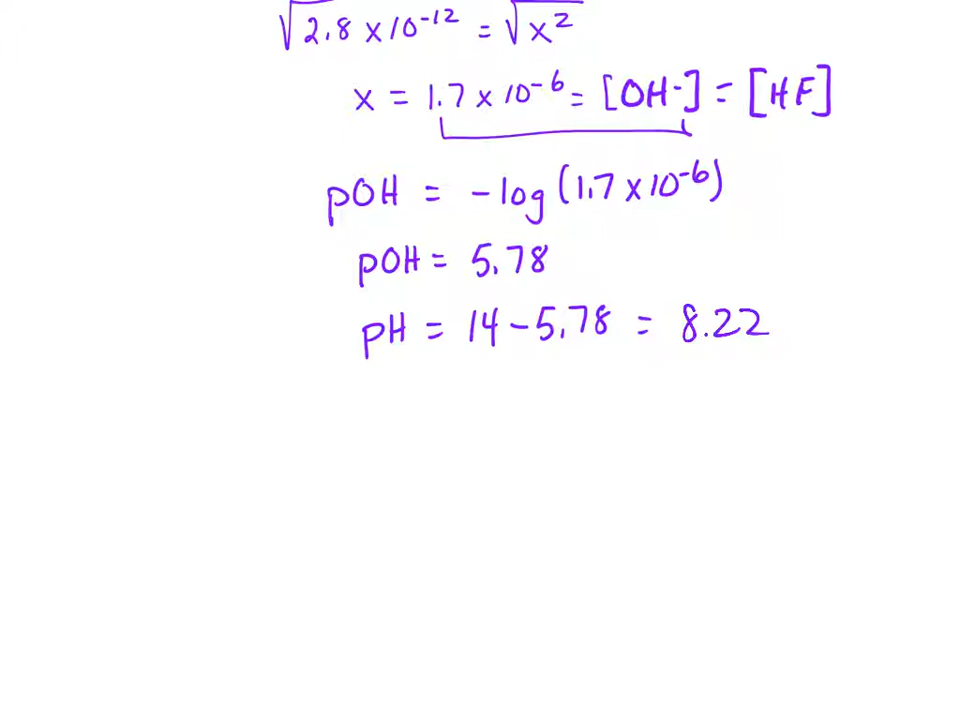 √2.8 x 10⁻¹² = √x²
x = 1.7 x 10⁻⁶ = [OH⁻] = [HF]
pOH = -log (1.7 x 10⁻⁶)
pOH = 5.78
pH = 14 - 5.78 = 8.22